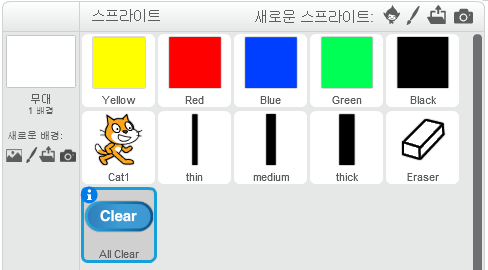 스프라이트
새로운 스프라이트:
무대
1 배경
새로운 배경:
Yellow
Red
Blue
Green
Black
Cat1
thin
medium
thick
Eraser
Clear
All Clear